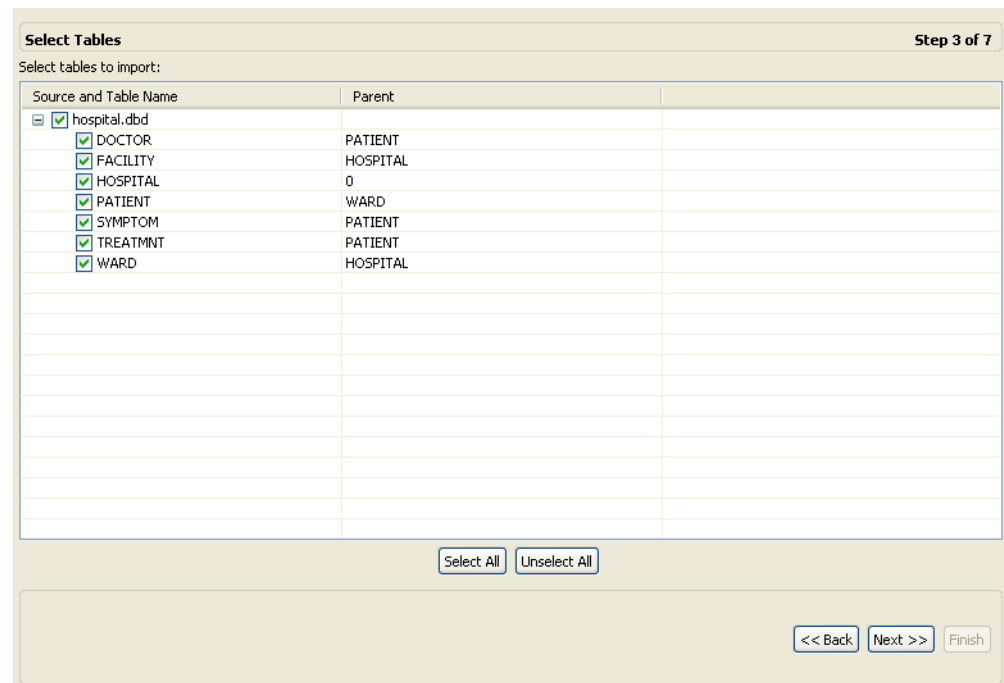 Select Tables Step 3 of 7
Select tables to import:
Source and Table Name Parent
hospital.dbd
DOCTOR PATIENT
FACILITY HOSPITAL
HOSPITAL 0
PATIENT WARD
SYMPTOM PATIENT
TREATMNT PATIENT
WARD HOSPITAL
Select All Unselect All
<< Back Next >> Finish